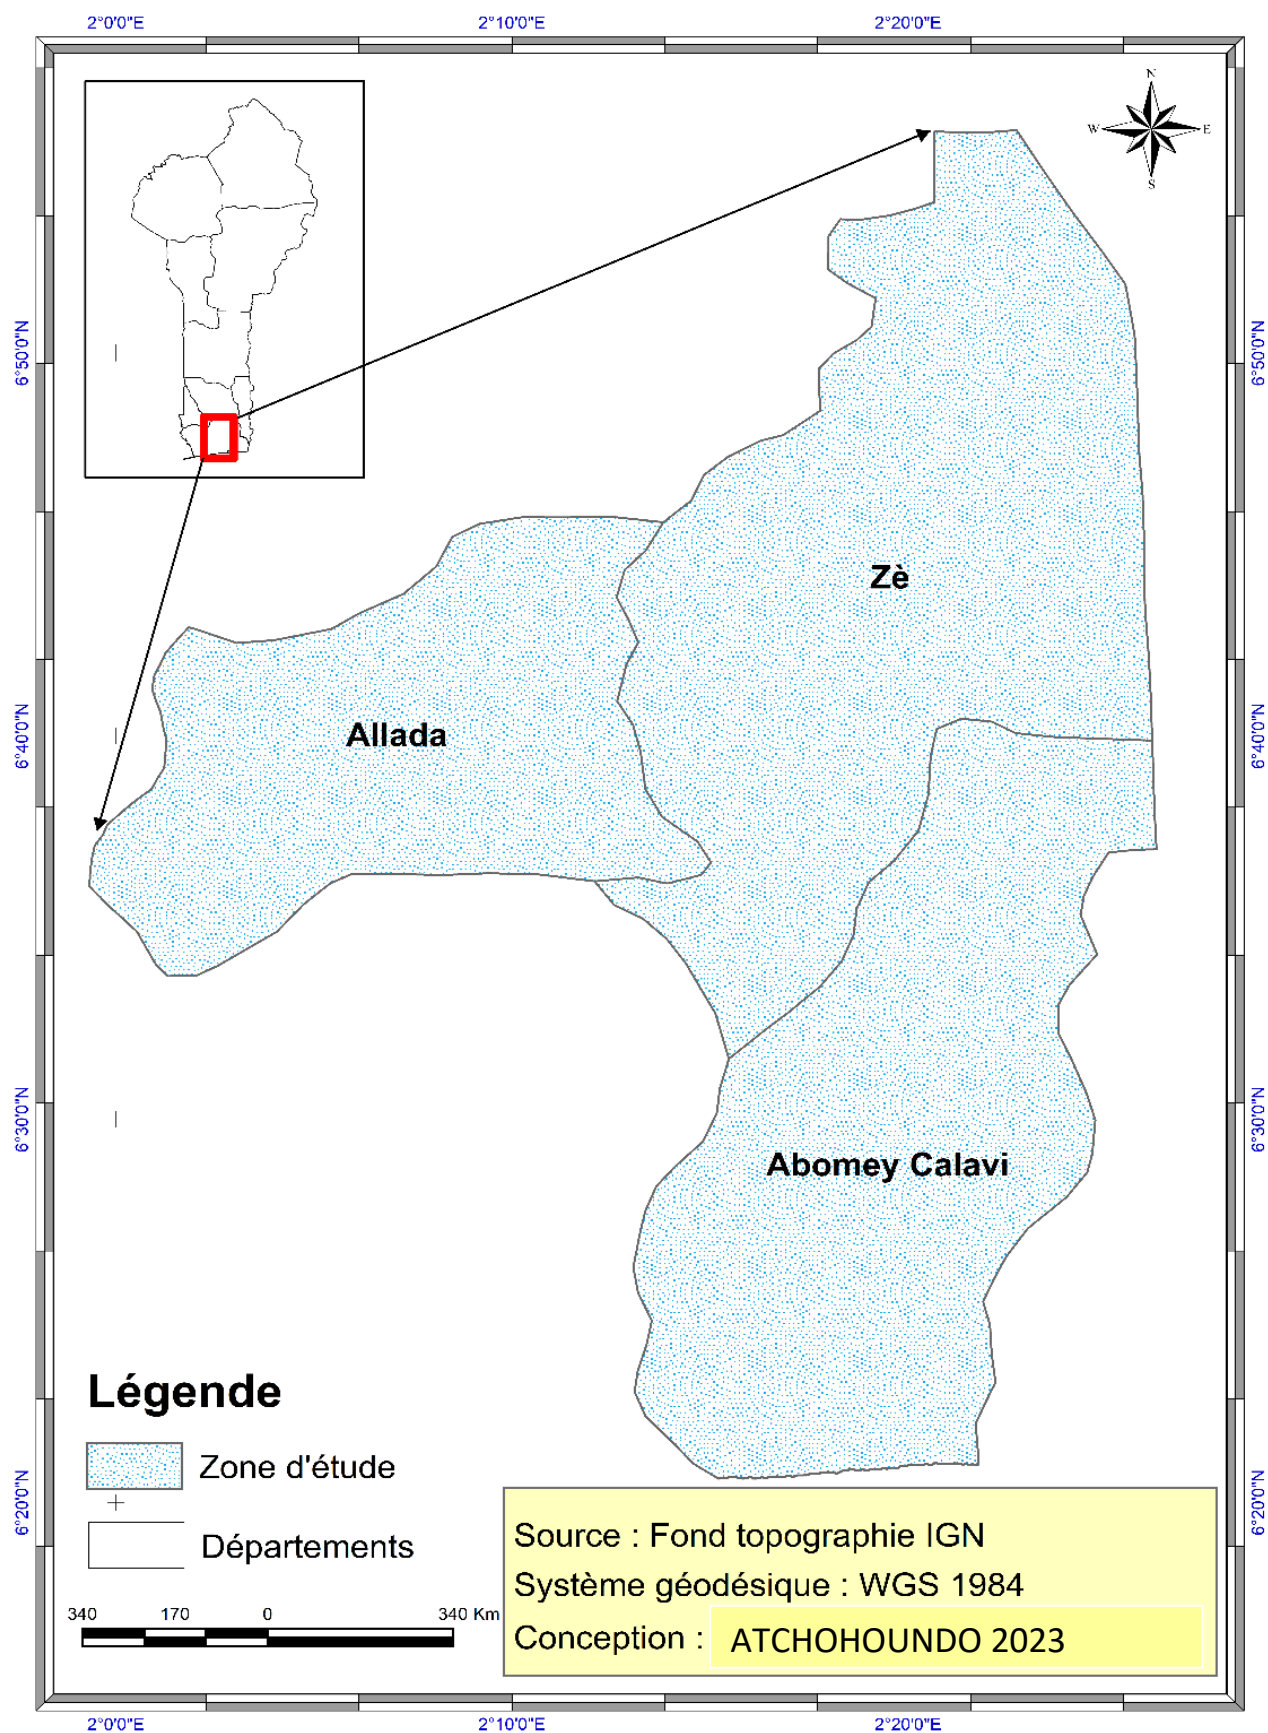 2°0'0"E 2°10'0"E 2°20'0"E
N
W E
S
6°50'0"N 6°50'0"N
Zè
Allada
6°40'0"N 6°40'0"N
6°30'0"N 6°30'0"N
Abomey Calavi
Légende
Zone d'étude
Départements
6°20'0"N 6°20'0"N
340 170 0 340 Km
Source : Fond topographie IGN
Système géodésique : WGS 1984
Conception : ATCHOHOUNDO 2023
2°0'0"E 2°10'0"E 2°20'0"E